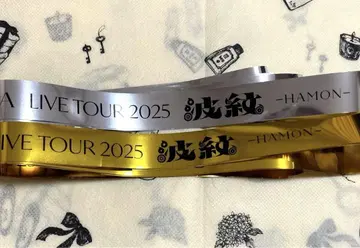 A LIVE TOUR 2025 波紋 -HAMON-
LIVE TOUR 2025 波紋 -HAMON-